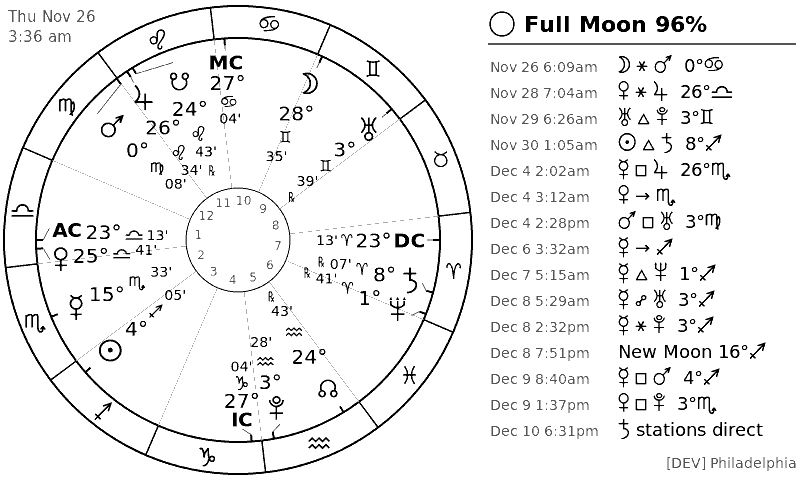 Thu Nov 26
3:36 am
MC
27°
♋
04'
☽
28°
♊
35'
♅
3°
♊
39'
℞
☋
24°
♌
43'
℞
♃
26°
♌
34'
♂
0°
♍
08'
AC 23° ♎ 13'
♀ 25° ♎ 41'
☿ 15° ♏ 33'
☉ 4° ♐ 05'
13' ♈ 23° DC
℞ 07' ♈ 8° ♄
℞ 41' ♈ 1° ♆
℞
43'
♒
24°
☊
28'
♒
3°
♇
04'
♑
27°
IC
1
2
3
4
5
6
7
8
9
10
11
12
♋
♊
♉
♈
♓
♒
♑
♐
♏
♎
♍
♌
○ Full Moon 96%
Nov 26 6:09am ☽ ⚹ ♂ 0°♋
Nov 28 7:04am ♀ ⚹ ♃ 26°♎
Nov 29 6:26am ♅ △ ♇ 3°♊
Nov 30 1:05am ☉ △ ♄ 8°♐
Dec 4 2:02am ☿ □ ♃ 26°♏
Dec 4 3:12am ♀ → ♏
Dec 4 2:28pm ♂ □ ♅ 3°♍
Dec 6 3:32am ☿ → ♐
Dec 7 5:15am ☿ △ ♆ 1°♐
Dec 8 5:29am ☿ ☍ ♅ 3°♐
Dec 8 2:32pm ☿ ⚹ ♇ 3°♐
Dec 8 7:51pm New Moon 16°♐
Dec 9 8:40am ☿ □ ♂ 4°♐
Dec 9 1:37pm ♀ □ ♇ 3°♏
Dec 10 6:31pm ♄ stations direct
[DEV] Philadelphia